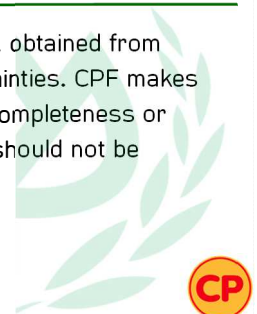 obtained from
inties. CPF makes
ompleteness or
should not be
CP